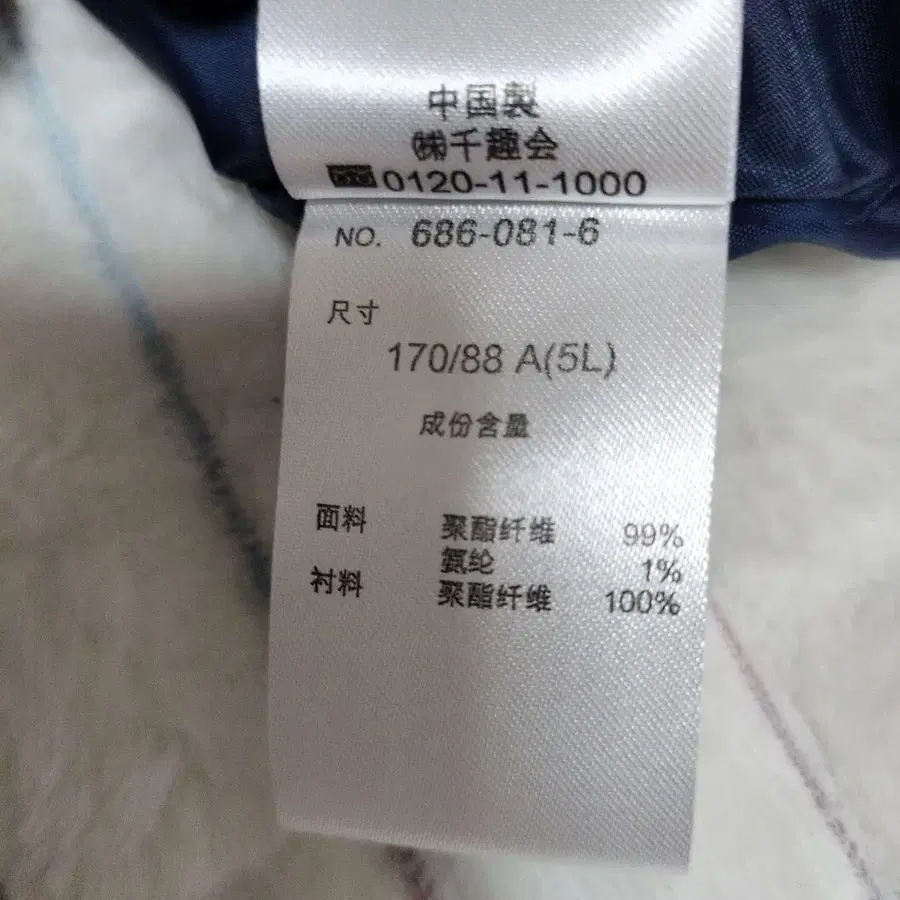 中国製
㈱千趣会
0120-11-1000
NO. 686-081-6
尺寸
170/88 A(5L)
成份含量
面料 聚酯纤维 99%
氨纶 1%
衬料 聚酯纤维 100%